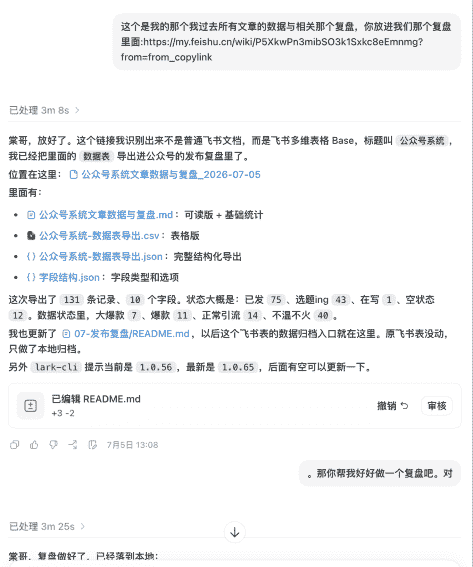 这个是我的那个我过去所有文章的数据与相关那个复盘，你放进我们那个复盘
里面:https://my.feishu.cn/wiki/P5XkwPn3mibSO3k1Sxkc8eEmnmg?
from=from_copylink
已处理 3m 8s >
棠哥，放好了。这个链接我识别出来不是普通飞书文档，而是飞书多维表格 Base，标题叫 公众号系统，
我已经把里面的 数据表 导出进公众号的发布复盘里了。
位置在这里： 公众号系统文章数据与复盘_2026-07-05
里面有：
• 公众号系统文章数据与复盘.md：可读版 + 基础统计
• 公众号系统-数据表导出.csv：表格版
• {} 公众号系统-数据表导出.json：完整结构化导出
• {} 字段结构.json：字段类型和选项
这次导出了 131 条记录、10 个字段。状态大概是：已发 75、选题ing 43、在写 1、空状态
12。数据状态里，大爆款 7、爆款 11、正常引流 14、不温不火 40。
我也更新了 07-发布复盘/README.md，以后这个飞书表的数据归档入口就在这里。原飞书表没动，
只做了本地归档。
另外 lark-cli 提示当前是 1.0.56，最新是 1.0.65，后面有空可以更新一下。
已编辑 README.md
+3 -2
撤销
审核
7月5日 13:08
。那你帮我好好做一个复盘吧。对
已处理 3m 25s >
棠哥，复盘做好了，已经落到本地：